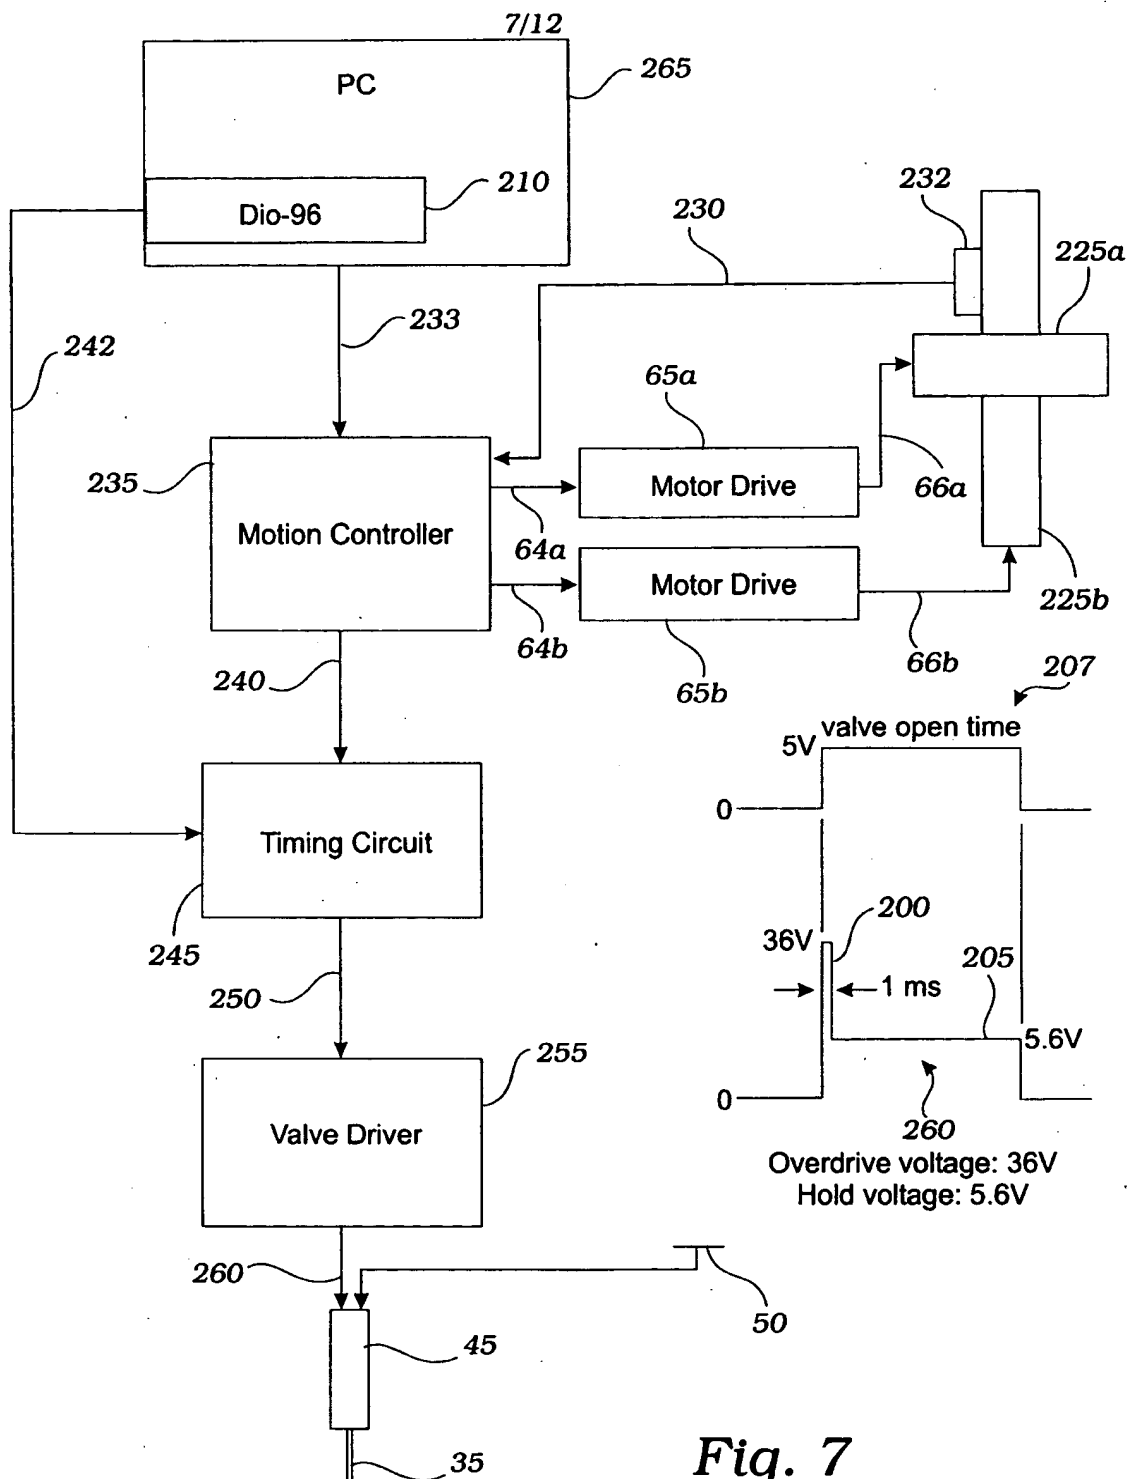 7/12
PC
265
Dio-96
210
232
230
225a
233
242
65a
235
Motion Controller
Motor Drive
66a
64a
Motor Drive
225b
64b
66b
65b
240
207
valve open time
5V
0
Timing Circuit
200
36V
245
205
1 ms
250
5.6V
255
0
260
Valve Driver
Overdrive voltage: 36V
Hold voltage: 5.6V
260
50
45
35
Fig. 7